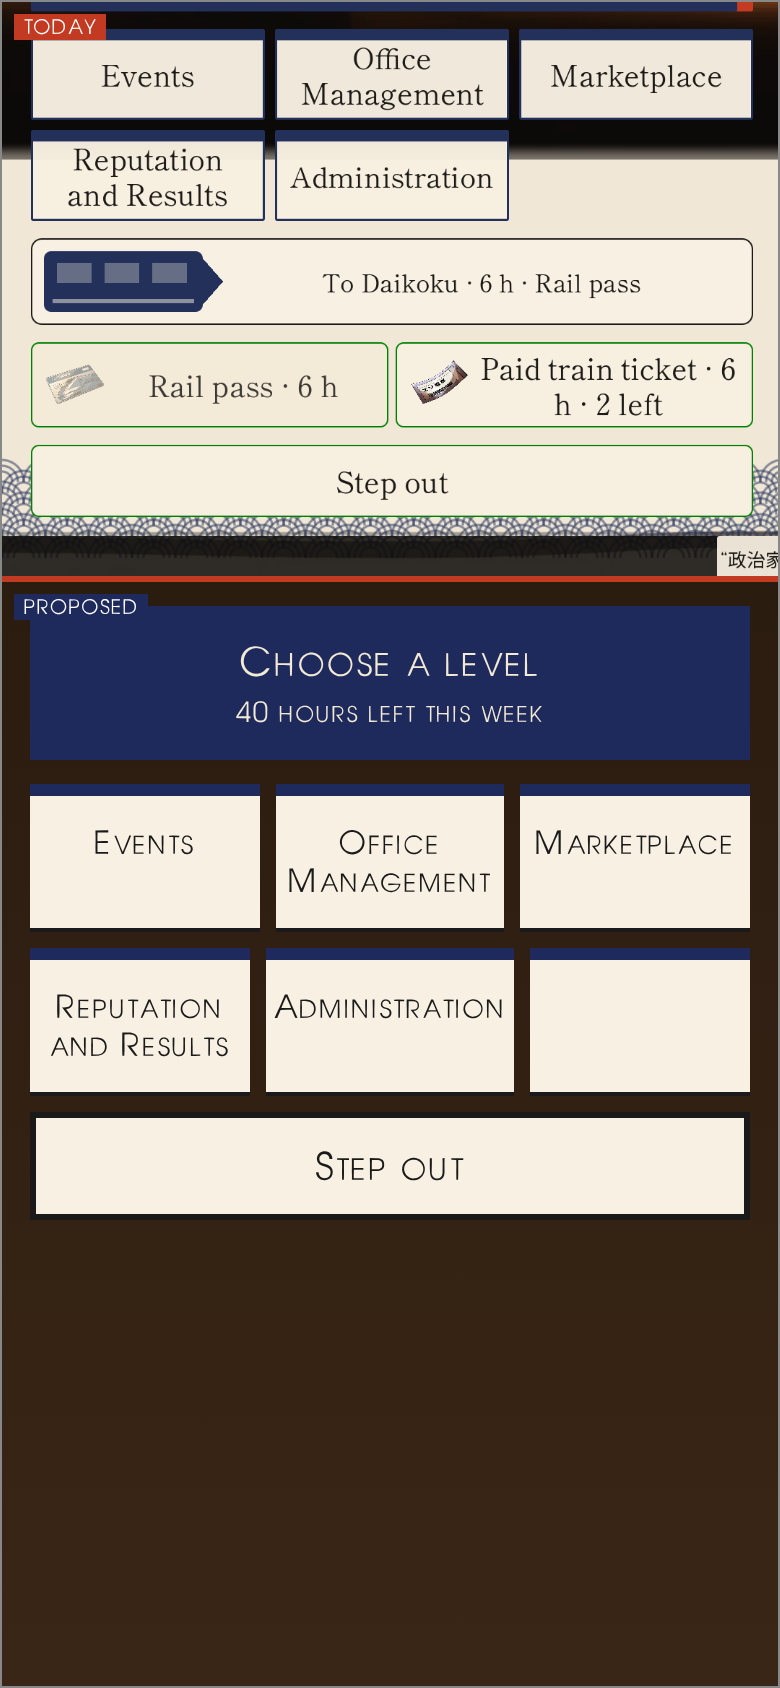 TODAY
Events
Office
Management
Marketplace
Reputation
and Results
Administration
To Daikoku · 6 h · Rail pass
Rail pass · 6 h
Paid train ticket · 6
h · 2 left
Step out
“政治家
PROPOSED
Choose a level
40 hours left this week
Events
Office
Management
Marketplace
Reputation
and Results
Administration
Step out